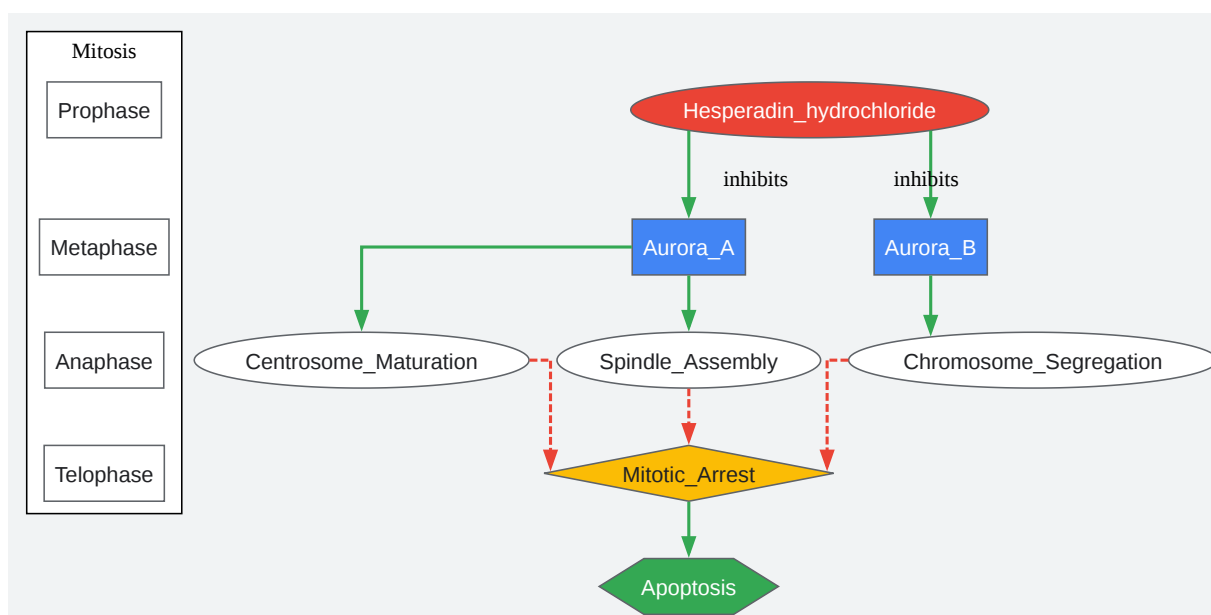 Mitosis
Prophase
Metaphase
Anaphase
Telophase
Hesperadin_hydrochloride
inhibits
inhibits
Aurora_A
Aurora_B
Centrosome_Maturation
Spindle_Assembly
Chromosome_Segregation
Mitotic_Arrest
Apoptosis